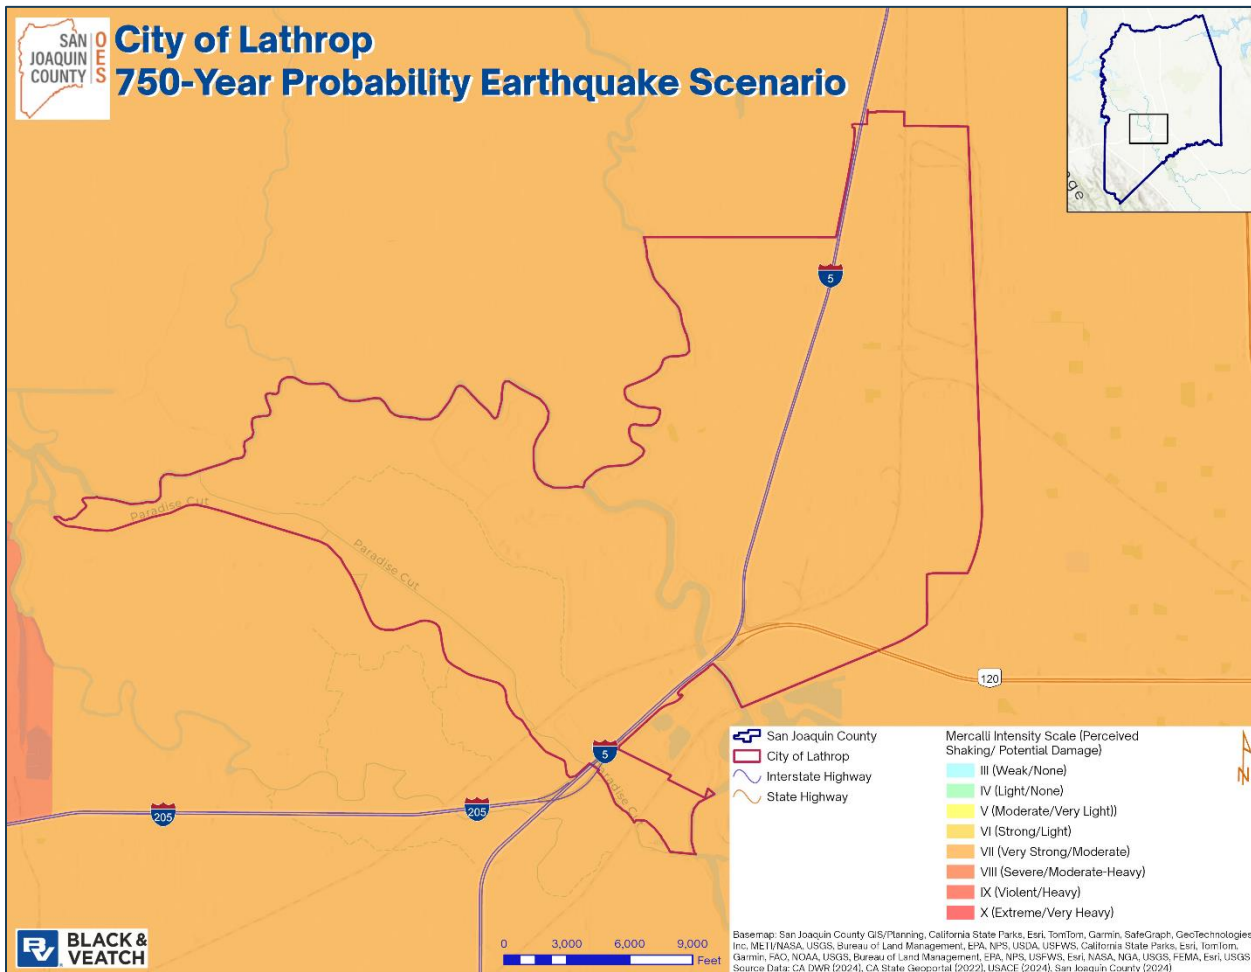 SAN
JOAQUIN
COUNTY
OES
City of Lathrop
750-Year Probability Earthquake Scenario
ge
5
Paradise Cut
Paradise Cut
120
5
Paradise Cu
205
205
San Joaquin County
City of Lathrop
Interstate Highway
State Highway
Mercalli Intensity Scale (Perceived
Shaking/ Potential Damage)
III (Weak/None)
IV (Light/None)
V (Moderate/Very Light))
VI (Strong/Light)
VII (Very Strong/Moderate)
VIII (Severe/Moderate-Heavy)
IX (Violent/Heavy)
X (Extreme/Very Heavy)
N
BV BLACK &
VEATCH
0 3,000 6,000 9,000
Feet
Basemap: San Joaquin County GIS/Planning, California State Parks, Esri, TomTom, Garmin, SafeGraph, GeoTechnologies
Inc, METI/NASA, USGS, Bureau of Land Management, EPA, NPS, USDA, USFWS, California State Parks, Esri, TomTom,
Garmin, FAO, NOAA, USGS, Bureau of Land Management, EPA, NPS, USFWS, Esri, NASA, NGA, USGS, FEMA, Esri, USGS
Source Data: CA DWR (2024), CA State Geoportal (2022), USACE (2024), San Joaquin County (2024)